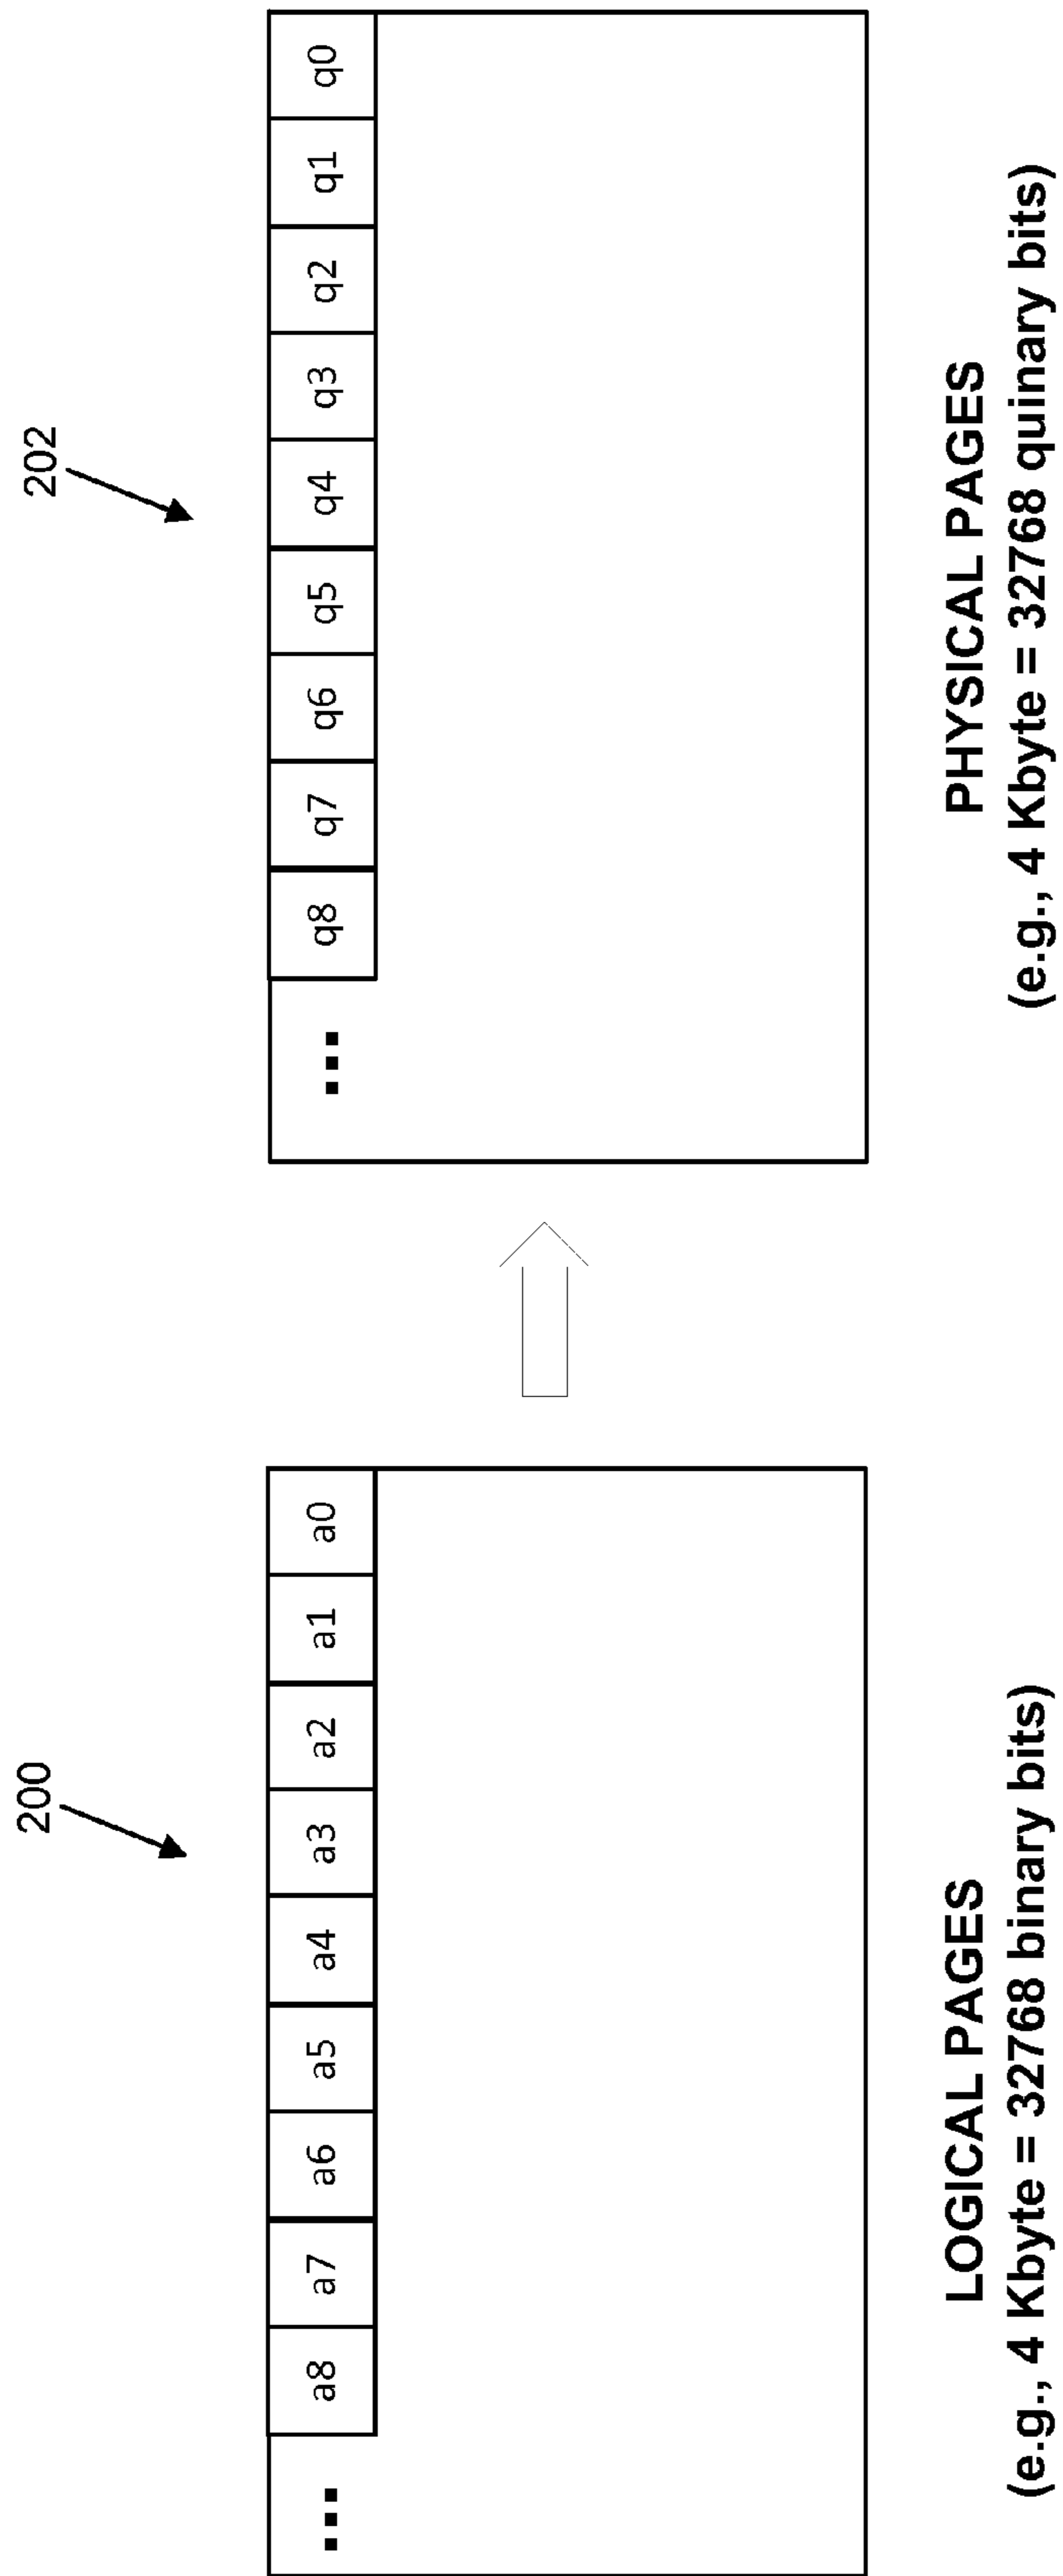 200
... a8 a7 a6 a5 a4 a3 a2 a1 a0
LOGICAL PAGES
(e.g., 4 Kbyte = 32768 binary bits)
202
... q8 q7 q6 q5 q4 q3 q2 q1 q0
PHYSICAL PAGES
(e.g., 4 Kbyte = 32768 quinary bits)